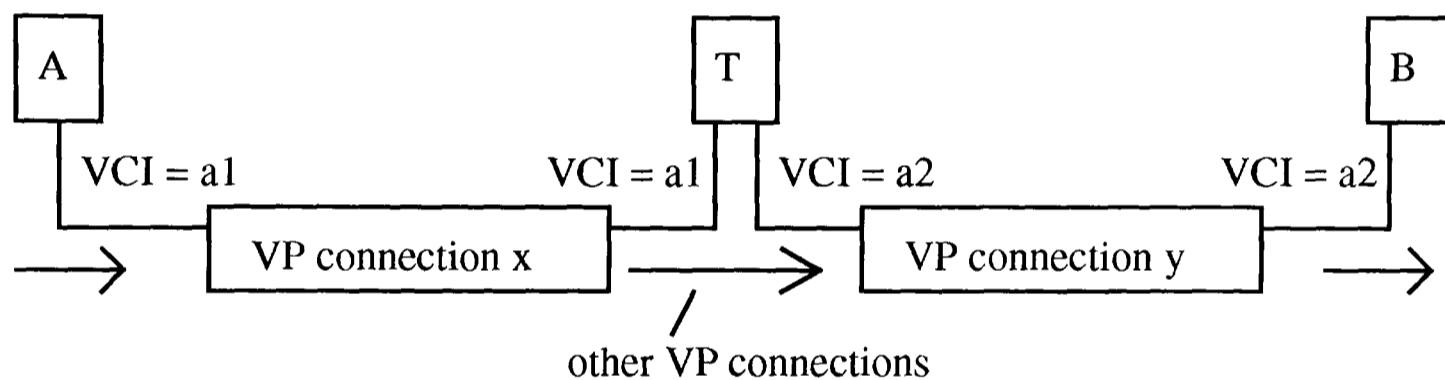 A
T
B
VCI = a1
VCI = a1
VCI = a2
VCI = a2
VP connection x
VP connection y
other VP connections